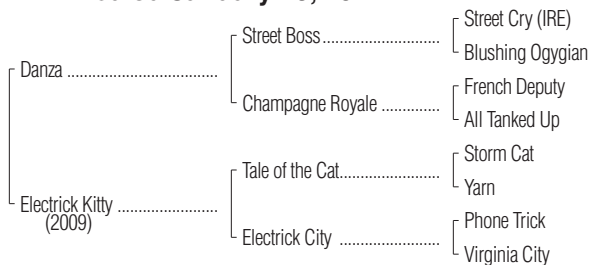 Street Cry (IRE)
Street Boss
Blushing Ogygian
Danza
French Deputy
Champagne Royale
All Tanked Up
Storm Cat
Tale of the Cat
Yarn
Electrick Kitty
(2009)
Phone Trick
Electrick City
Virginia City